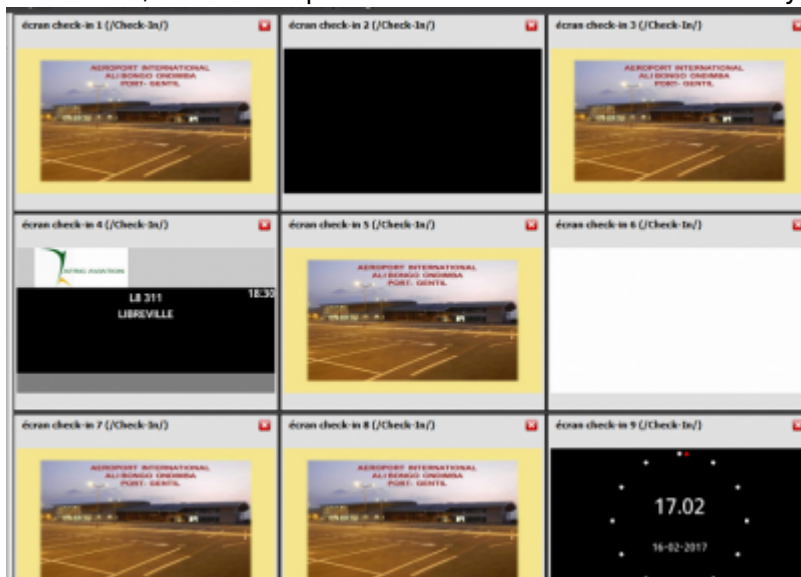 écran check-in 1 (/Check-In/)
écran check-in 2 (/Check-In/)
écran check-in 3 (/Check-In/)
AEROPORT INTERNATIONAL
ALI BONGO ONDIMBA
PORT- GENTIL
AEROPORT INTERNATIONAL
ALI BONGO ONDIMBA
PORT- GENTIL
écran check-in 4 (/Check-In/)
écran check-in 5 (/Check-In/)
écran check-in 6 (/Check-In/)
AFRIC AVIATION
L8 311
18:30
LIBREVILLE
AEROPORT INTERNATIONAL
ALI BONGO ONDIMBA
PORT- GENTIL
écran check-in 7 (/Check-In/)
écran check-in 8 (/Check-In/)
écran check-in 9 (/Check-In/)
AEROPORT INTERNATIONAL
ALI BONGO ONDIMBA
PORT- GENTIL
AEROPORT INTERNATIONAL
ALI BONGO ONDIMBA
PORT- GENTIL
17.02
16-02-2017